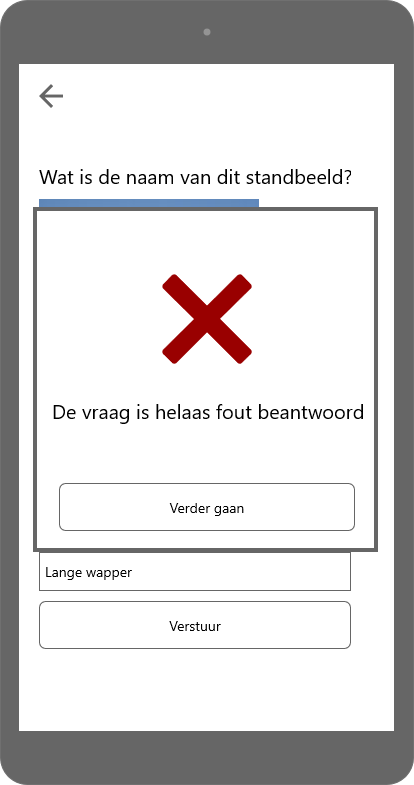 Wat is de naam van dit standbeeld?
De vraag is helaas fout beantwoord
Verder gaan
Lange wapper
Verstuur